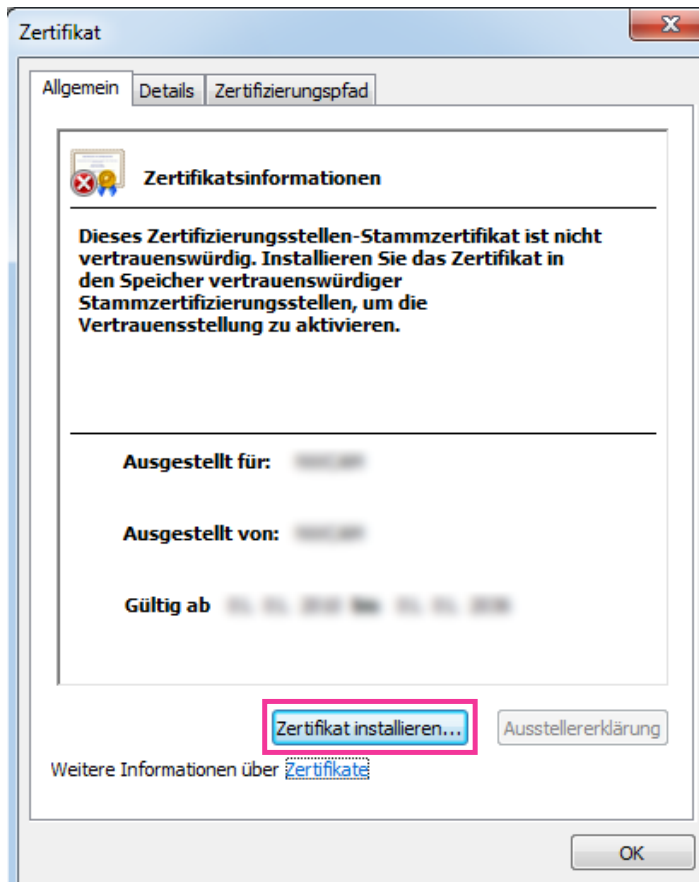 Zertifikat
Allgemein Details Zertifizierungspfad
Zertifikatsinformationen
Dieses Zertifizierungsstellen-Stammzertifikat ist nicht
vertrauenswürdig. Installieren Sie das Zertifikat in
den Speicher vertrauenswürdiger
Stammzertifizierungsstellen, um die
Vertrauensstellung zu aktivieren.
Ausgestellt für:
Ausgestellt von:
Gültig ab
Zertifikat installieren... Ausstellererklärung
Weitere Informationen über Zertifikate
OK